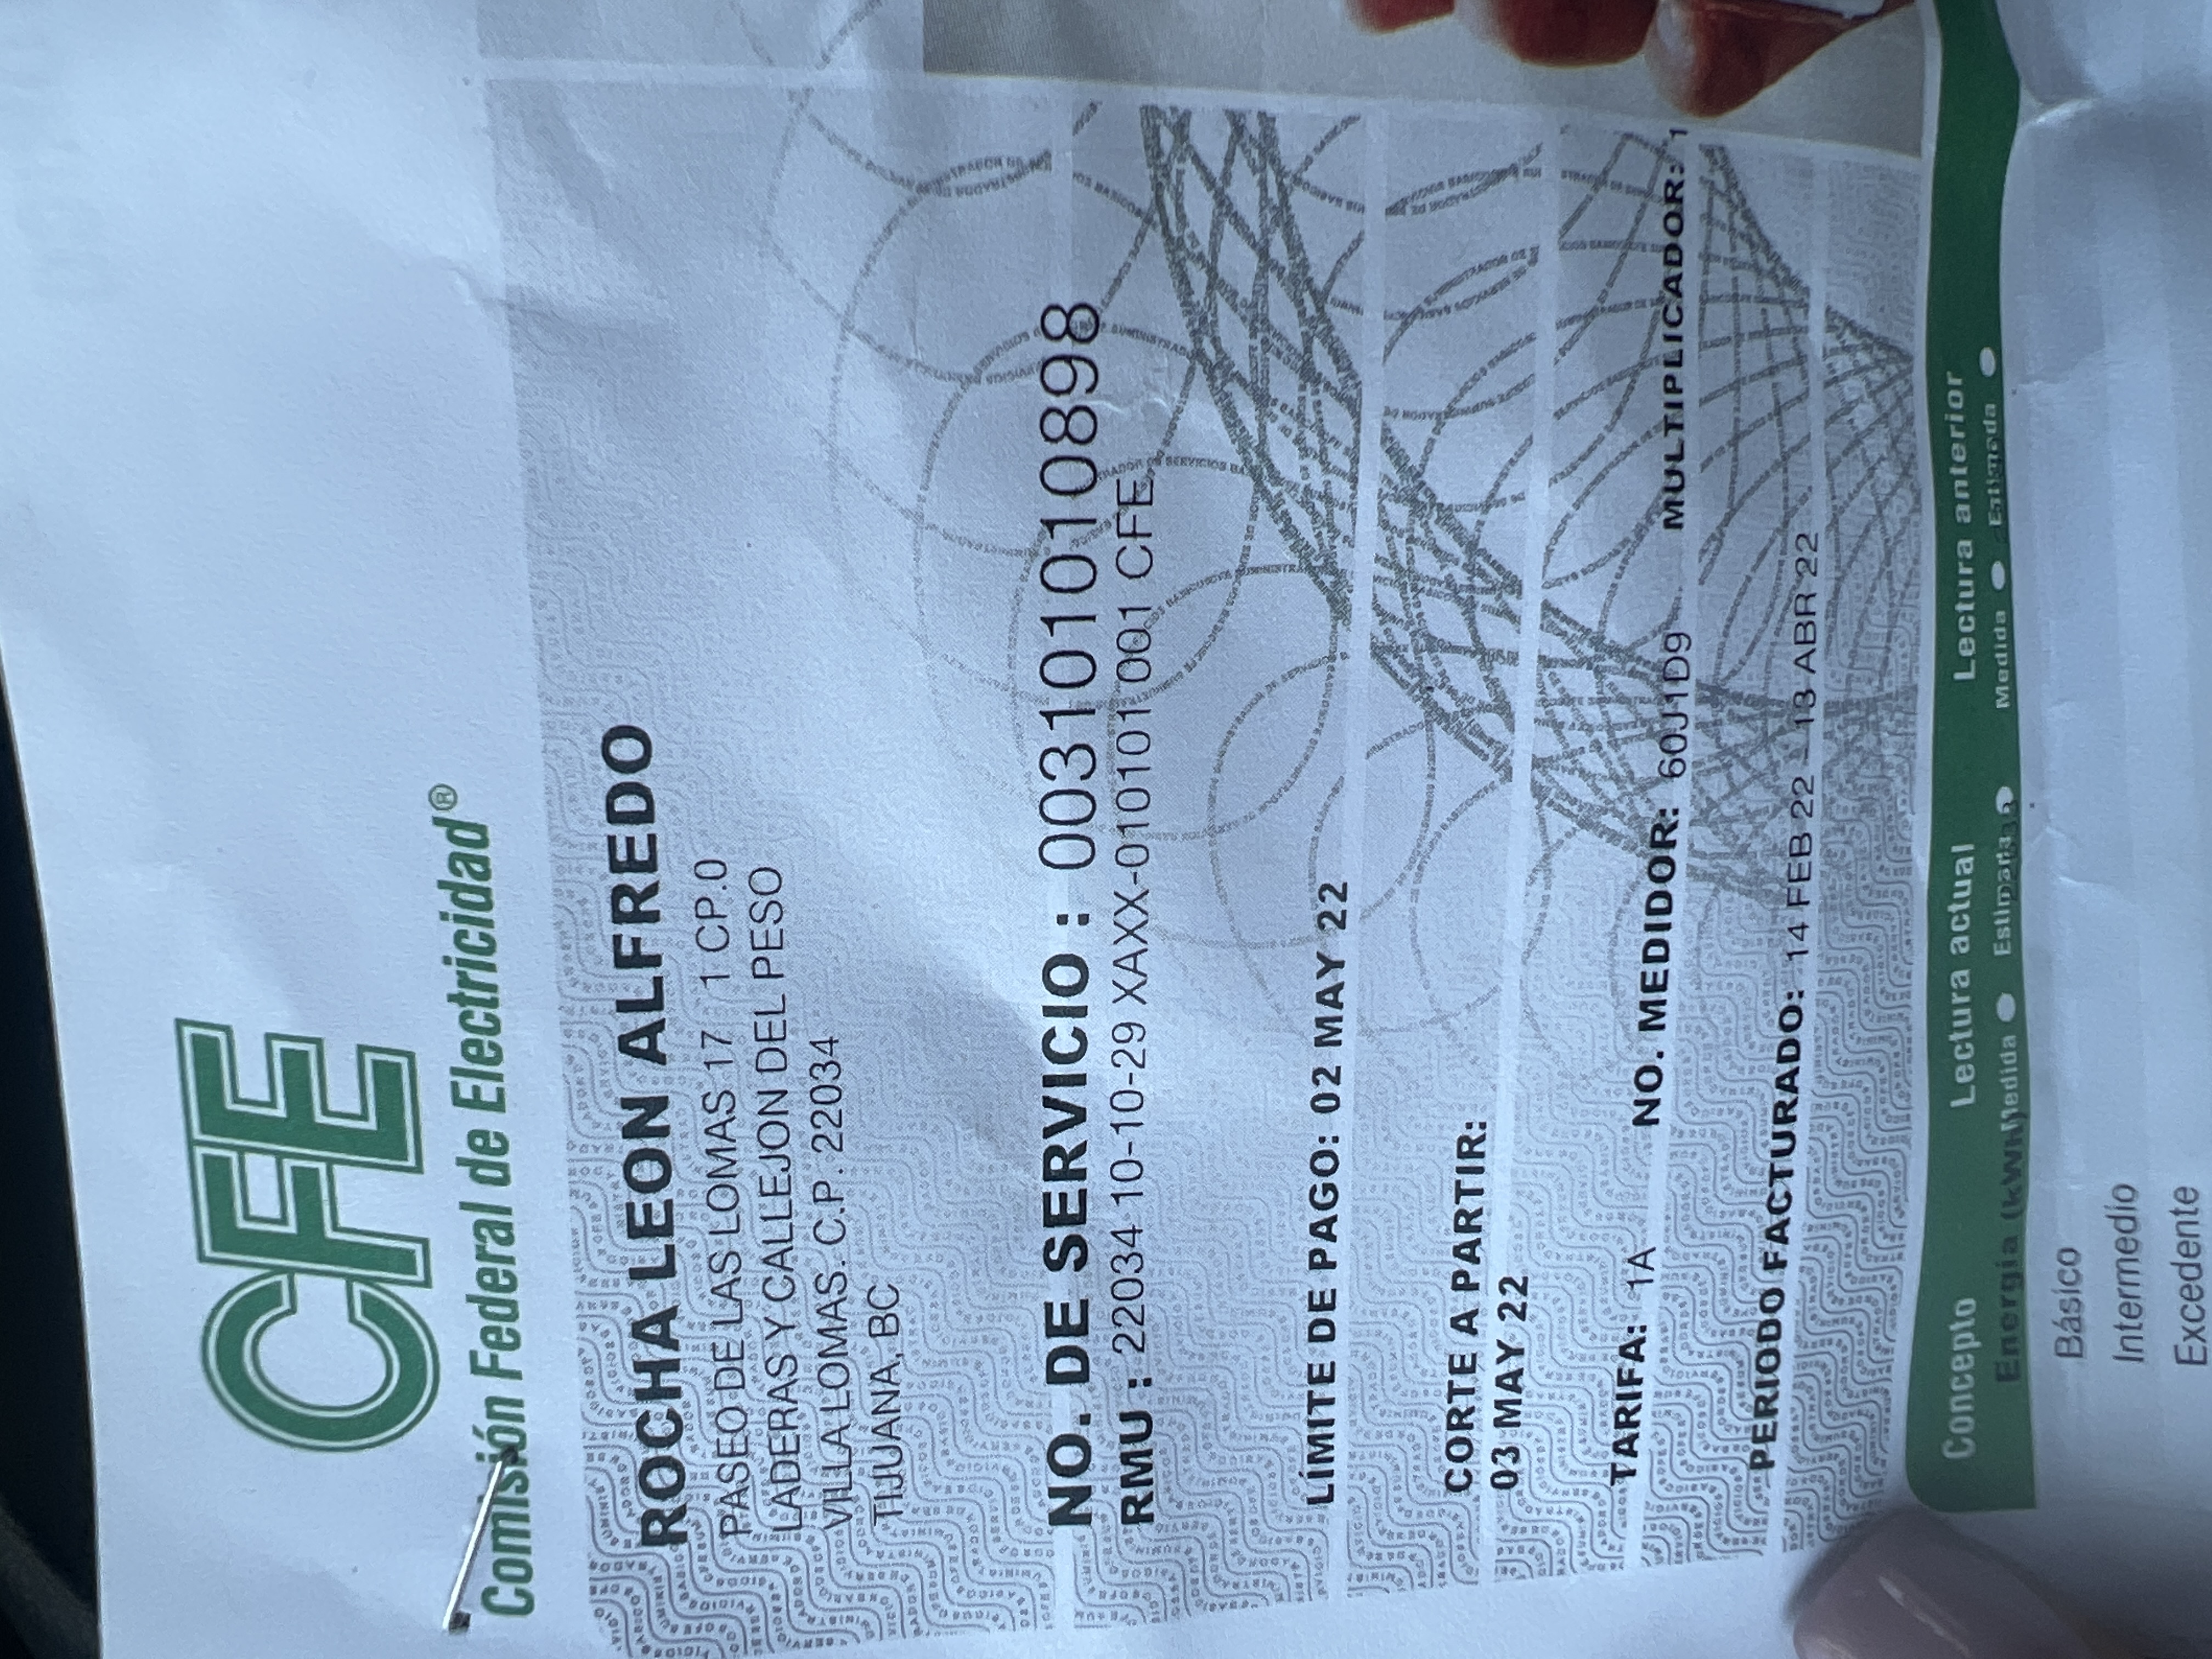 CFE
Comisión Federal de Electricidad®
ROCHA LEON ALFREDO
PASEO DE LAS LOMAS 17 1 CP.0
LADERAS Y CALLEJON DEL PESO
VILLA LOMAS. C.P. 22034
TIJUANA, BC
NO. DE SERVICIO : 003101010898
RMU : 22034 10-10-29 XAXX-010101 001 CFE
LÍMITE DE PAGO: 02 MAY 22
CORTE A PARTIR:
03 MAY 22
TARIFA: 1A NO. MEDIDOR: 60J1D9 MULTIPLICADOR: 1
PERIODO FACTURADO: 14 FEB 22 - 13 ABR 22
Concepto Lectura actual Lectura anterior
Energía (kWh) Medida Estimada Medida Estimada
Básico
Intermedio
Excedente